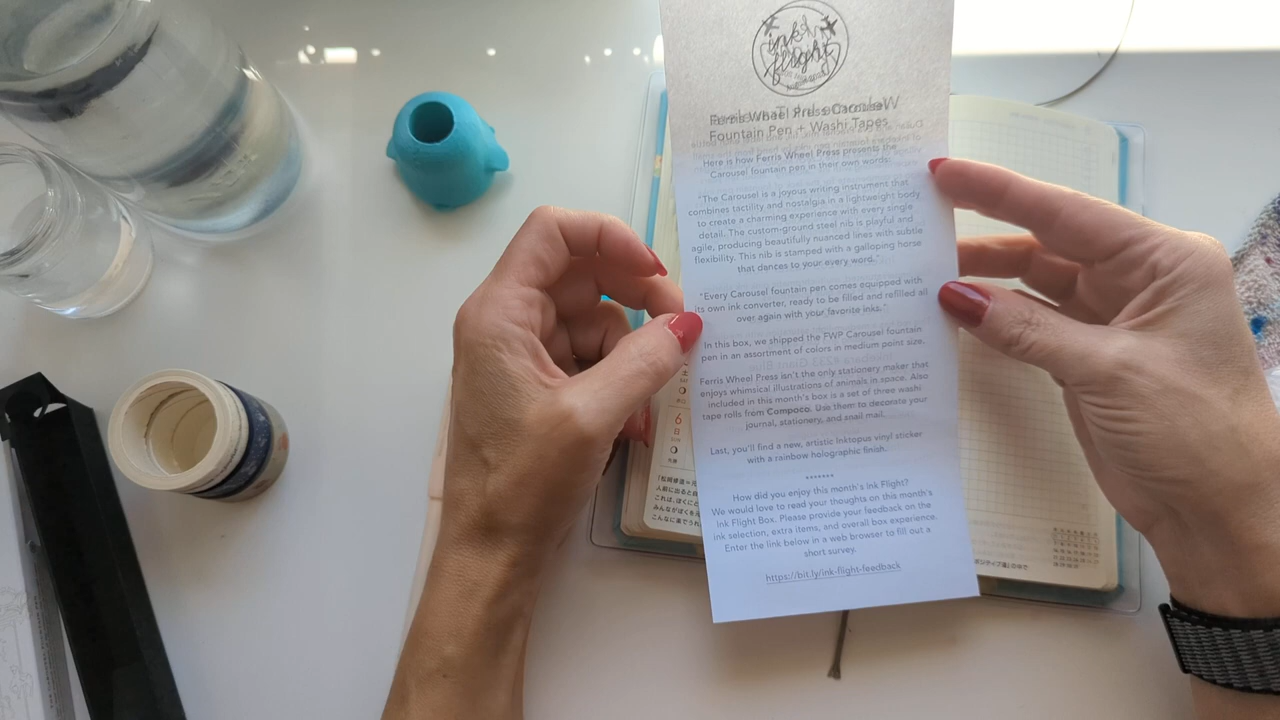 ink
flight
Ferris Wheel Press Carousel
Fountain Pen + Washi Tapes
Here is how Ferris Wheel Press presents the
Carousel fountain pen in their own words:
"The Carousel is a joyous writing instrument that
combines tactility and nostalgia in a lightweight body
to create a charming experience with every single
detail. The custom-ground steel nib is playful and
agile, producing beautifully nuanced lines with subtle
flexibility. This nib is stamped with a galloping horse
that dances to your every word."
"Every Carousel fountain pen comes equipped with
its own ink converter, ready to be filled and refilled all
over again with your favorite inks."
In this box, we shipped the FWP Carousel fountain
pen in an assortment of colors in medium point size.
Ferris Wheel Press isn't the only stationery maker that
enjoys whimsical illustrations of animals in space. Also
included in this month's box is a set of three washi
tape rolls from Compoco. Use them to decorate your
journal, stationery, and snail mail.
Last, you'll find a new, artistic Inktopus vinyl sticker
with a rainbow holographic finish.
*******
How did you enjoy this month's Ink Flight?
We would love to read your thoughts on this month's
Ink Flight Box. Please provide your feedback on the
ink selection, extra items, and overall box experience.
Enter the link below in a web browser to fill out a
short survey.
https://bit.ly/ink-flight-feedback
土
6
日